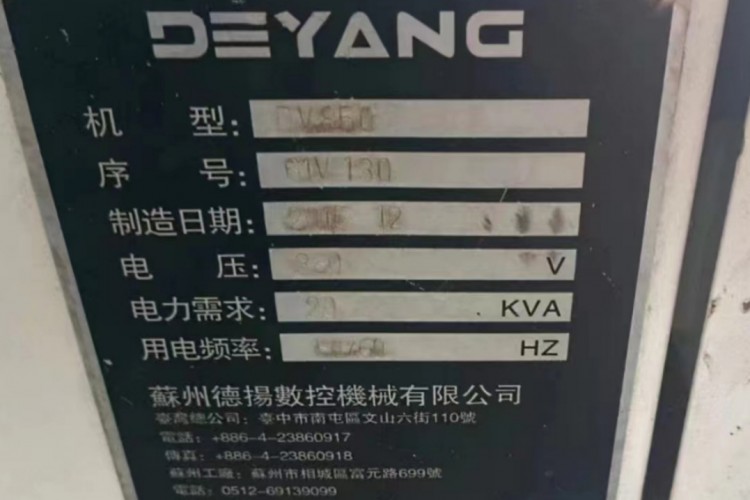 DEYANG
机 型:
序 号: 130
制造日期: 12
电 压: V
电力需求: 20 KVA
用电频率: HZ
蘇州德揚數控機械有限公司
臺灣總公司: 臺中市南屯區文山六街110號
電話: +886-4-23860917
傳真: +886-4-23860918
蘇州工廠: 蘇州市相城區富元路699號
電話: 0512-69139099